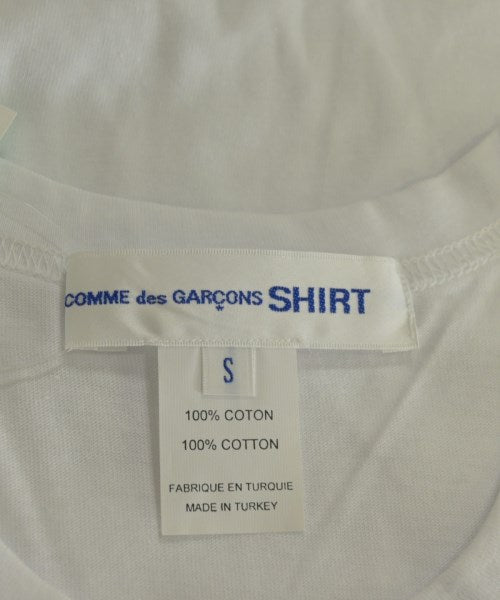 COMME des GARÇONS SHIRT
S
100% COTON
100% COTTON
FABRIQUE EN TURQUIE
MADE IN TURKEY